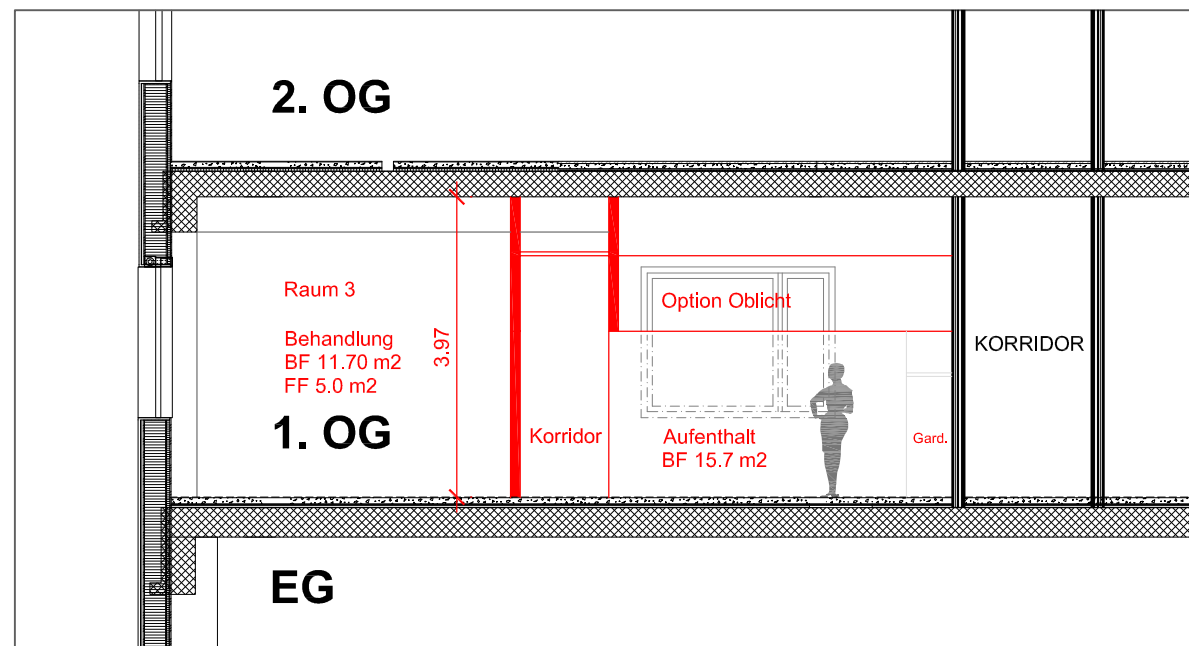 2. OG
Raum 3
Behandlung
BF 11.70 m2
FF 5.0 m2
3.97
1. OG
Korridor
Option Oblicht
Aufenthalt
BF 15.7 m2
Gard.
KORRIDOR
EG